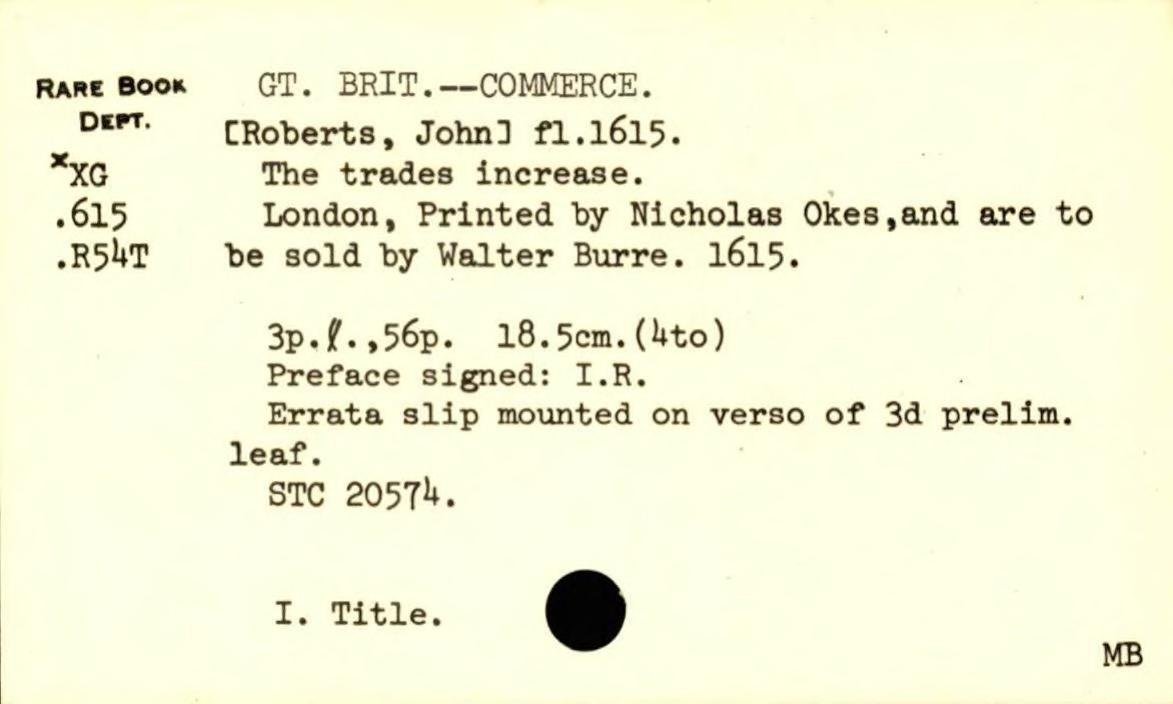 RARE BOOK GT. BRIT.--COMMERCE.
DEPT. [Roberts, John] fl.1615.
xXG The trades increase.
.615 London, Printed by Nicholas Okes,and are to
.R54T be sold by Walter Burre. 1615.
3p.ℓ.,56p. 18.5cm.(4to)
Preface signed: I.R.
Errata slip mounted on verso of 3d prelim.
leaf.
STC 20574.
I. Title.
MB